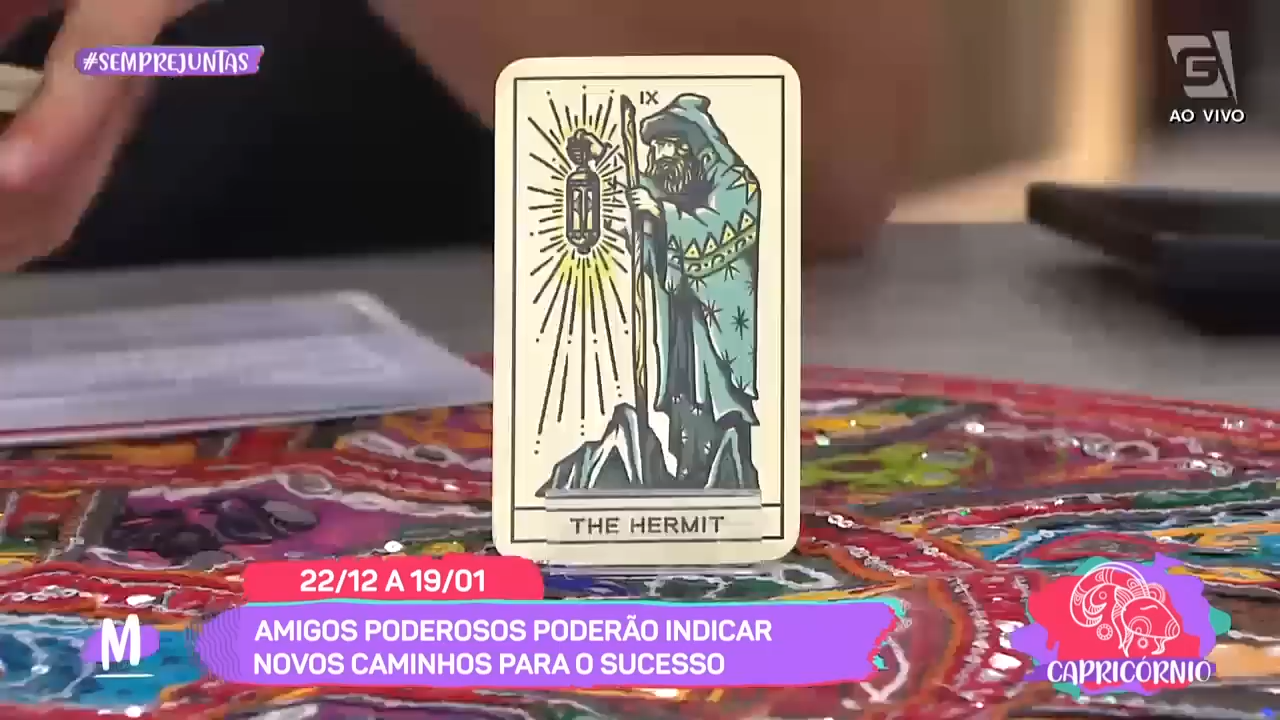 #SEMPREJUNTAS
G
AO VIVO
IX
THE HERMIT
22/12 A 19/01
M
AMIGOS PODEROSOS PODERÃO INDICAR
NOVOS CAMINHOS PARA O SUCESSO
CAPRICÓRNIO